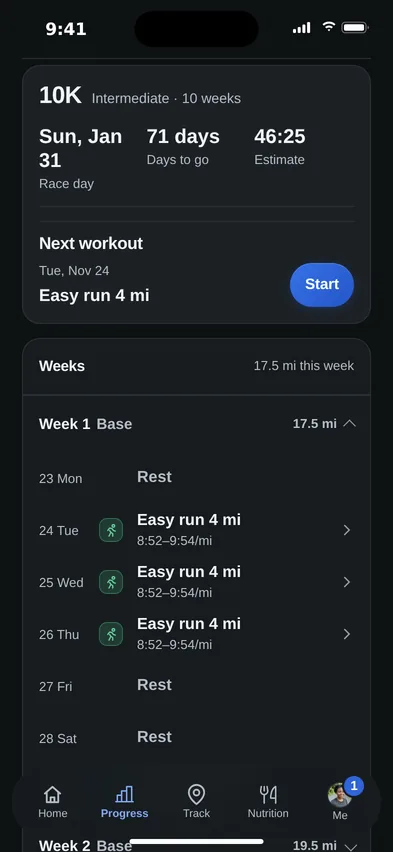 9:41
10K Intermediate · 10 weeks
Sun, Jan 31
Race day
71 days
Days to go
46:25
Estimate
Next workout
Tue, Nov 24
Easy run 4 mi
Start
Weeks
17.5 mi this week
Week 1 Base
17.5 mi
23 Mon
Rest
24 Tue
Easy run 4 mi
8:52–9:54/mi
25 Wed
Easy run 4 mi
8:52–9:54/mi
26 Thu
Easy run 4 mi
8:52–9:54/mi
27 Fri
Rest
28 Sat
Rest
Home
Progress
Track
Nutrition
1
Me
Week 2 Base
19.5 mi